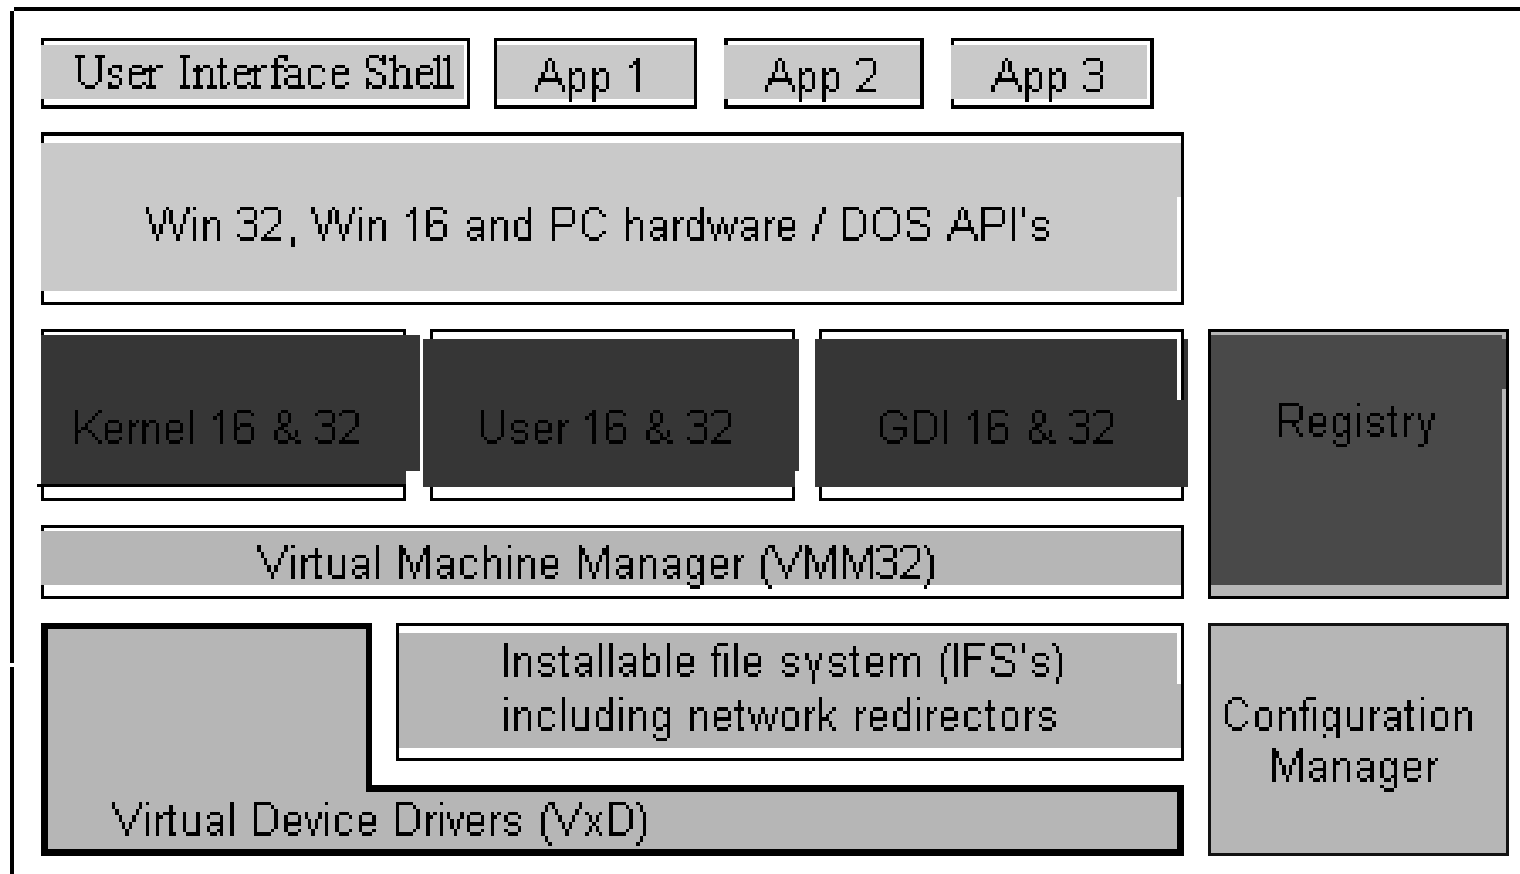 User Interface Shell
App 1
App 2
App 3
Win 32, Win 16 and PC hardware / DOS API's
Kernel 16 & 32
User 16 & 32
GDI 16 & 32
Registry
Virtual Machine Manager (VMM32)
Installable file system (IFS's)
including network redirectors
Configuration
Manager
Virtual Device Drivers (VxD)